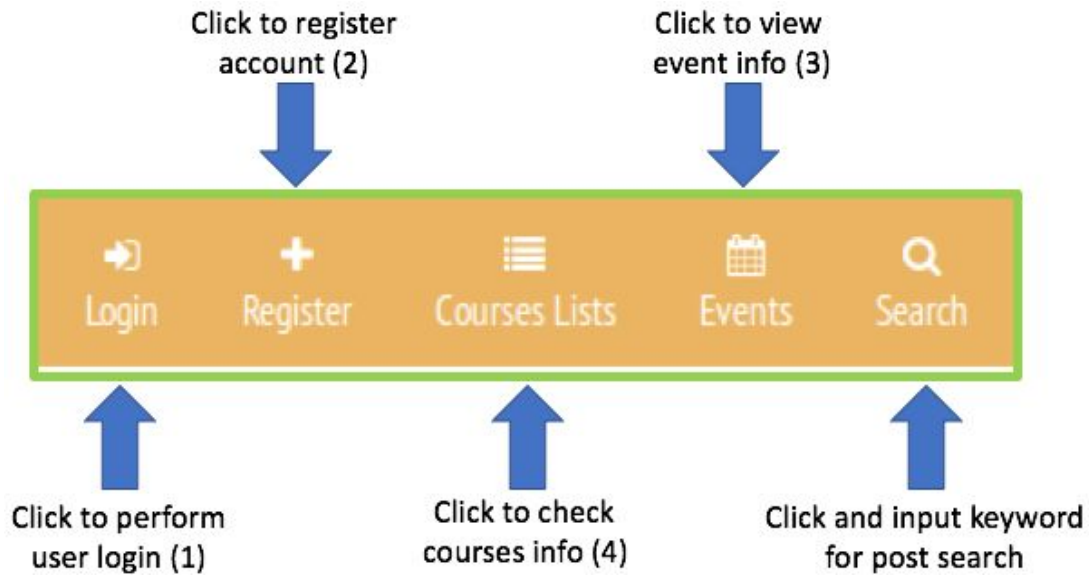 Click to register
account (2)
Click to view
event info (3)
Login
Register
Courses Lists
Events
Search
Click to perform
user login (1)
Click to check
courses info (4)
Click and input keyword
for post search